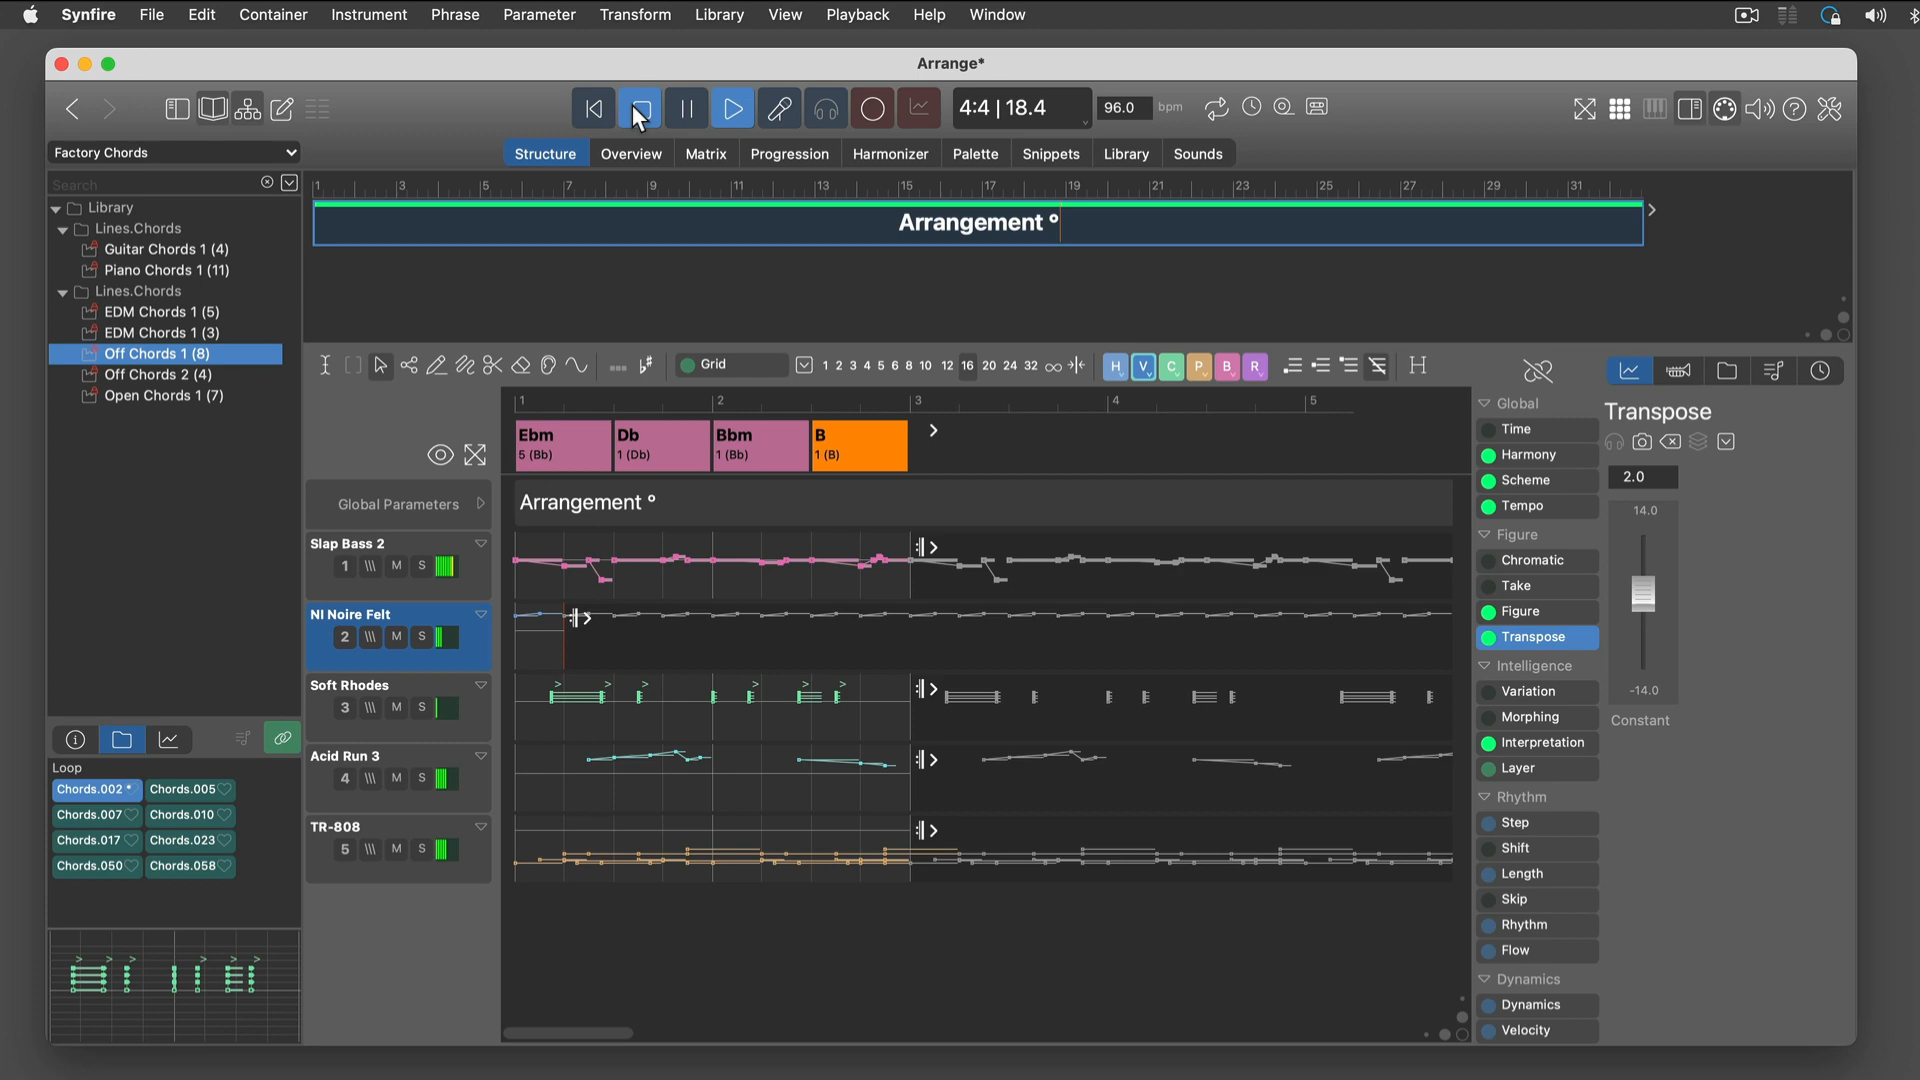 Synfire File Edit Container Instrument Phrase Parameter Transform Library View Playback Help Window
Arrange*
4:4 | 18.4 96.0 bpm
Factory Chords
Structure Overview Matrix Progression Harmonizer Palette Snippets Library Sounds
Search
1 3 5 7 9 11 13 15 17 19 21 23 25 27 29 31
Arrangement °
Library
Lines.Chords
Guitar Chords 1 (4)
Piano Chords 1 (11)
Lines.Chords
EDM Chords 1 (5)
EDM Chords 1 (3)
Off Chords 1 (8)
Off Chords 2 (4)
Open Chords 1 (7)
Grid 1 2 3 4 5 6 8 10 12 16 20 24 32 ∞ H V C P B R
1 2 3 4 5
Ebm Db Bbm B
5 (Bb) 1 (Db) 1 (Bb) 1 (B)
Global Parameters
Arrangement °
Slap Bass 2
1 M S
NI Noire Felt
2 M S
Soft Rhodes
3 M S
Acid Run 3
4 M S
TR-808
5 M S
Loop
Chords.002 * Chords.005
Chords.007 Chords.010
Chords.017 Chords.023
Chords.050 Chords.058
Global
Time
Harmony
Scheme
Tempo
Figure
Chromatic
Take
Figure
Transpose
Intelligence
Variation
Morphing
Interpretation
Layer
Rhythm
Step
Shift
Length
Skip
Rhythm
Flow
Dynamics
Dynamics
Velocity
Transpose
2.0
14.0
-14.0
Constant